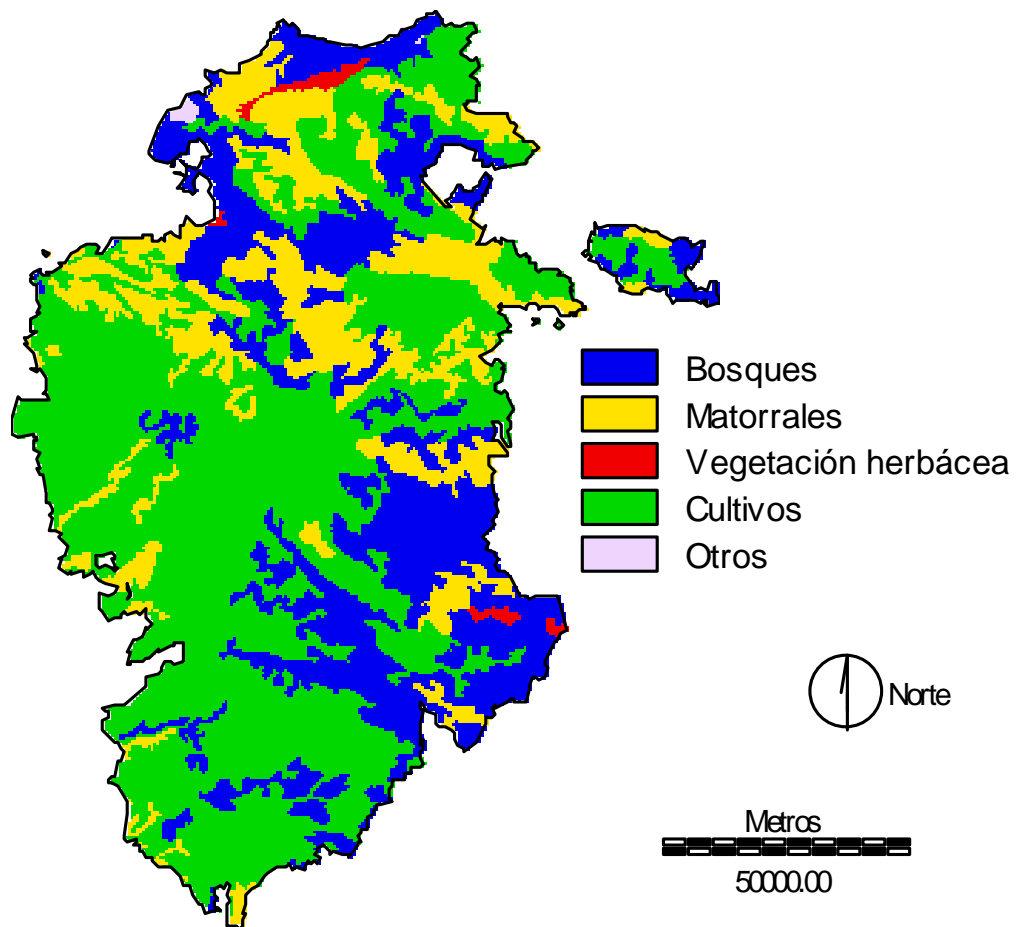 Bosques
Matorrales
Vegetación herbácea
Cultivos
Otros
Norte
Metros
50000.00